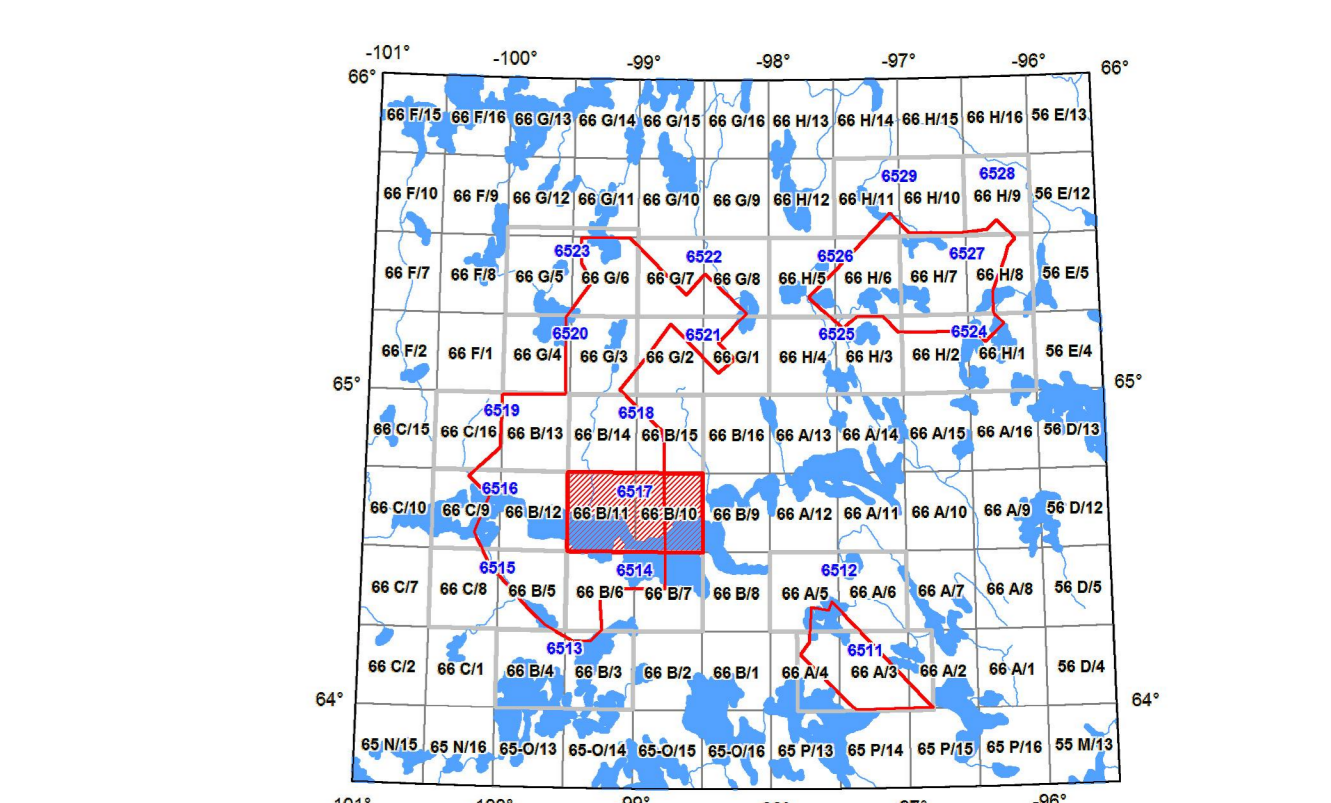 -101° -100° -99° -98° -97° -96°
66° 66°
66 F/15 66 F/16 66 G/13 66 G/14 66 G/15 66 G/16 66 H/13 66 H/14 66 H/15 66 H/16 56 E/13
6529 6528
66 F/10 66 F/9 66 G/12 66 G/11 66 G/10 66 G/9 66 H/12 66 H/11 66 H/10 66 H/9 56 E/12
6523 6522 6526 6527
66 F/7 66 F/8 66 G/5 66 G/6 66 G/7 66 G/8 66 H/5 66 H/6 66 H/7 66 H/8 56 E/5
6520 6521 6525 6524
66 F/2 66 F/1 66 G/4 66 G/3 66 G/2 66 G/1 66 H/4 66 H/3 66 H/2 66 H/1 56 E/4
65° 65°
6519 6518
66 C/15 66 C/16 66 B/13 66 B/14 66 B/15 66 B/16 66 A/13 66 A/14 66 A/15 66 A/16 56 D/13
6516 6517
66 C/10 66 C/9 66 B/12 66 B/11 66 B/10 66 B/9 66 A/12 66 A/11 66 A/10 66 A/9 56 D/12
6515 6514 6512
66 C/7 66 C/8 66 B/5 66 B/6 66 B/7 66 B/8 66 A/5 66 A/6 66 A/7 66 A/8 56 D/5
6513 6511
66 C/2 66 C/1 66 B/4 66 B/3 66 B/2 66 B/1 66 A/4 66 A/3 66 A/2 66 A/1 56 D/4
64° 64°
65 N/15 65 N/16 65-O/13 65-O/14 65-O/15 65-O/16 65 P/13 65 P/14 65 P/15 65 P/16 55 M/13